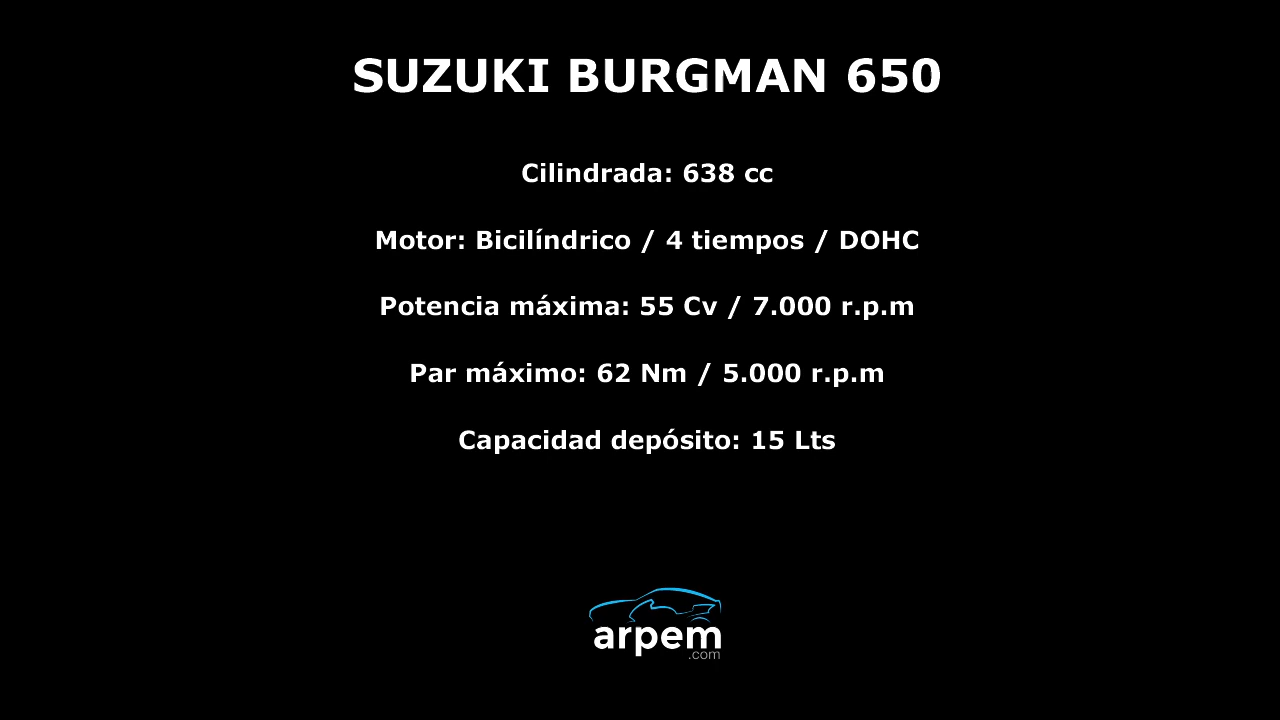 SUZUKI BURGMAN 650
Cilindrada: 638 cc
Motor: Bicilíndrico / 4 tiempos / DOHC
Potencia máxima: 55 Cv / 7.000 r.p.m
Par máximo: 62 Nm / 5.000 r.p.m
Capacidad depósito: 15 Lts
arpem
.com